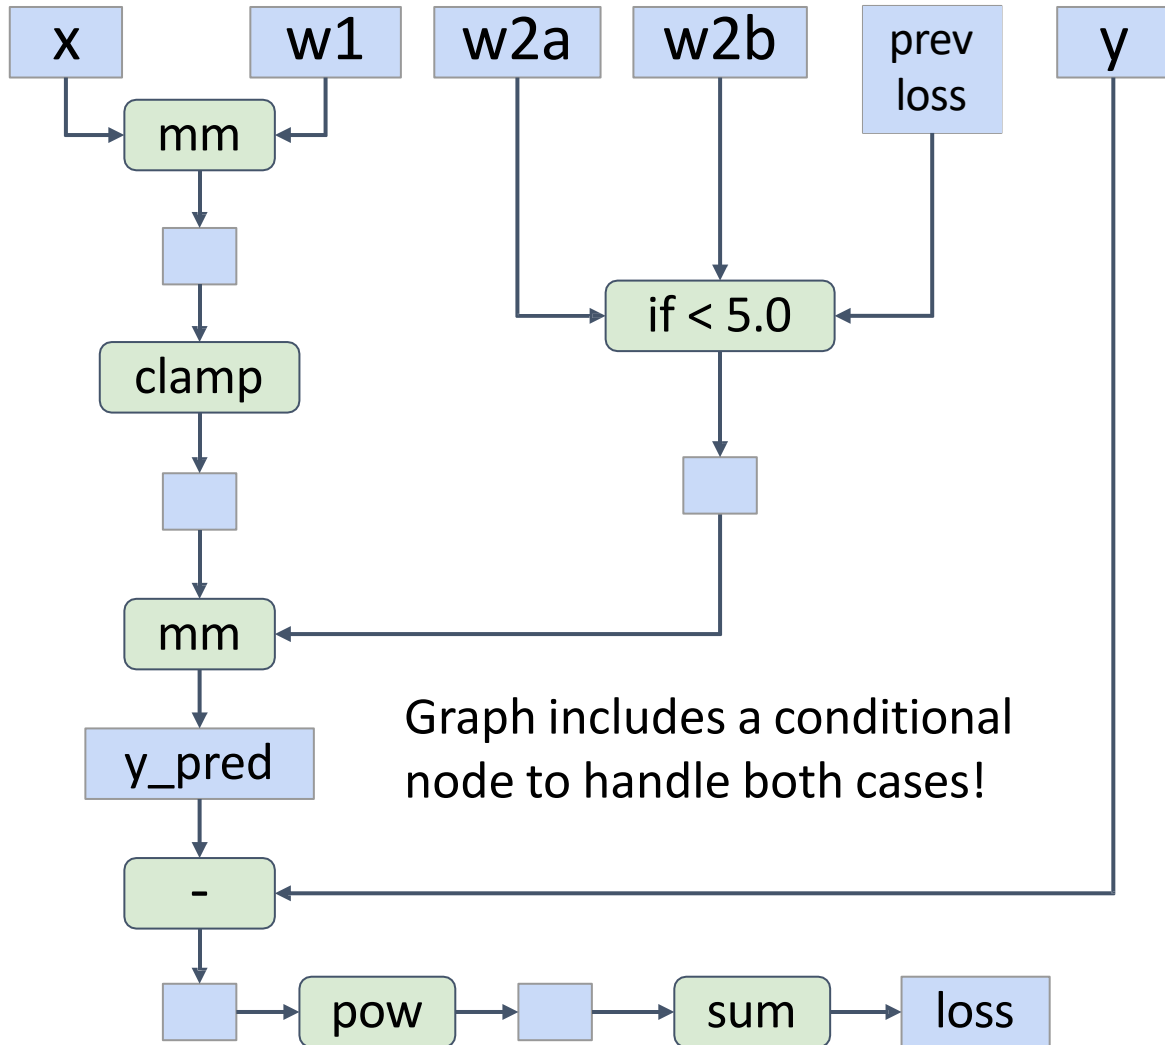 x
w1
w2a
w2b
prev
loss
y
mm
if < 5.0
clamp
mm
Graph includes a conditional
node to handle both cases!
y_pred
-
pow
sum
loss